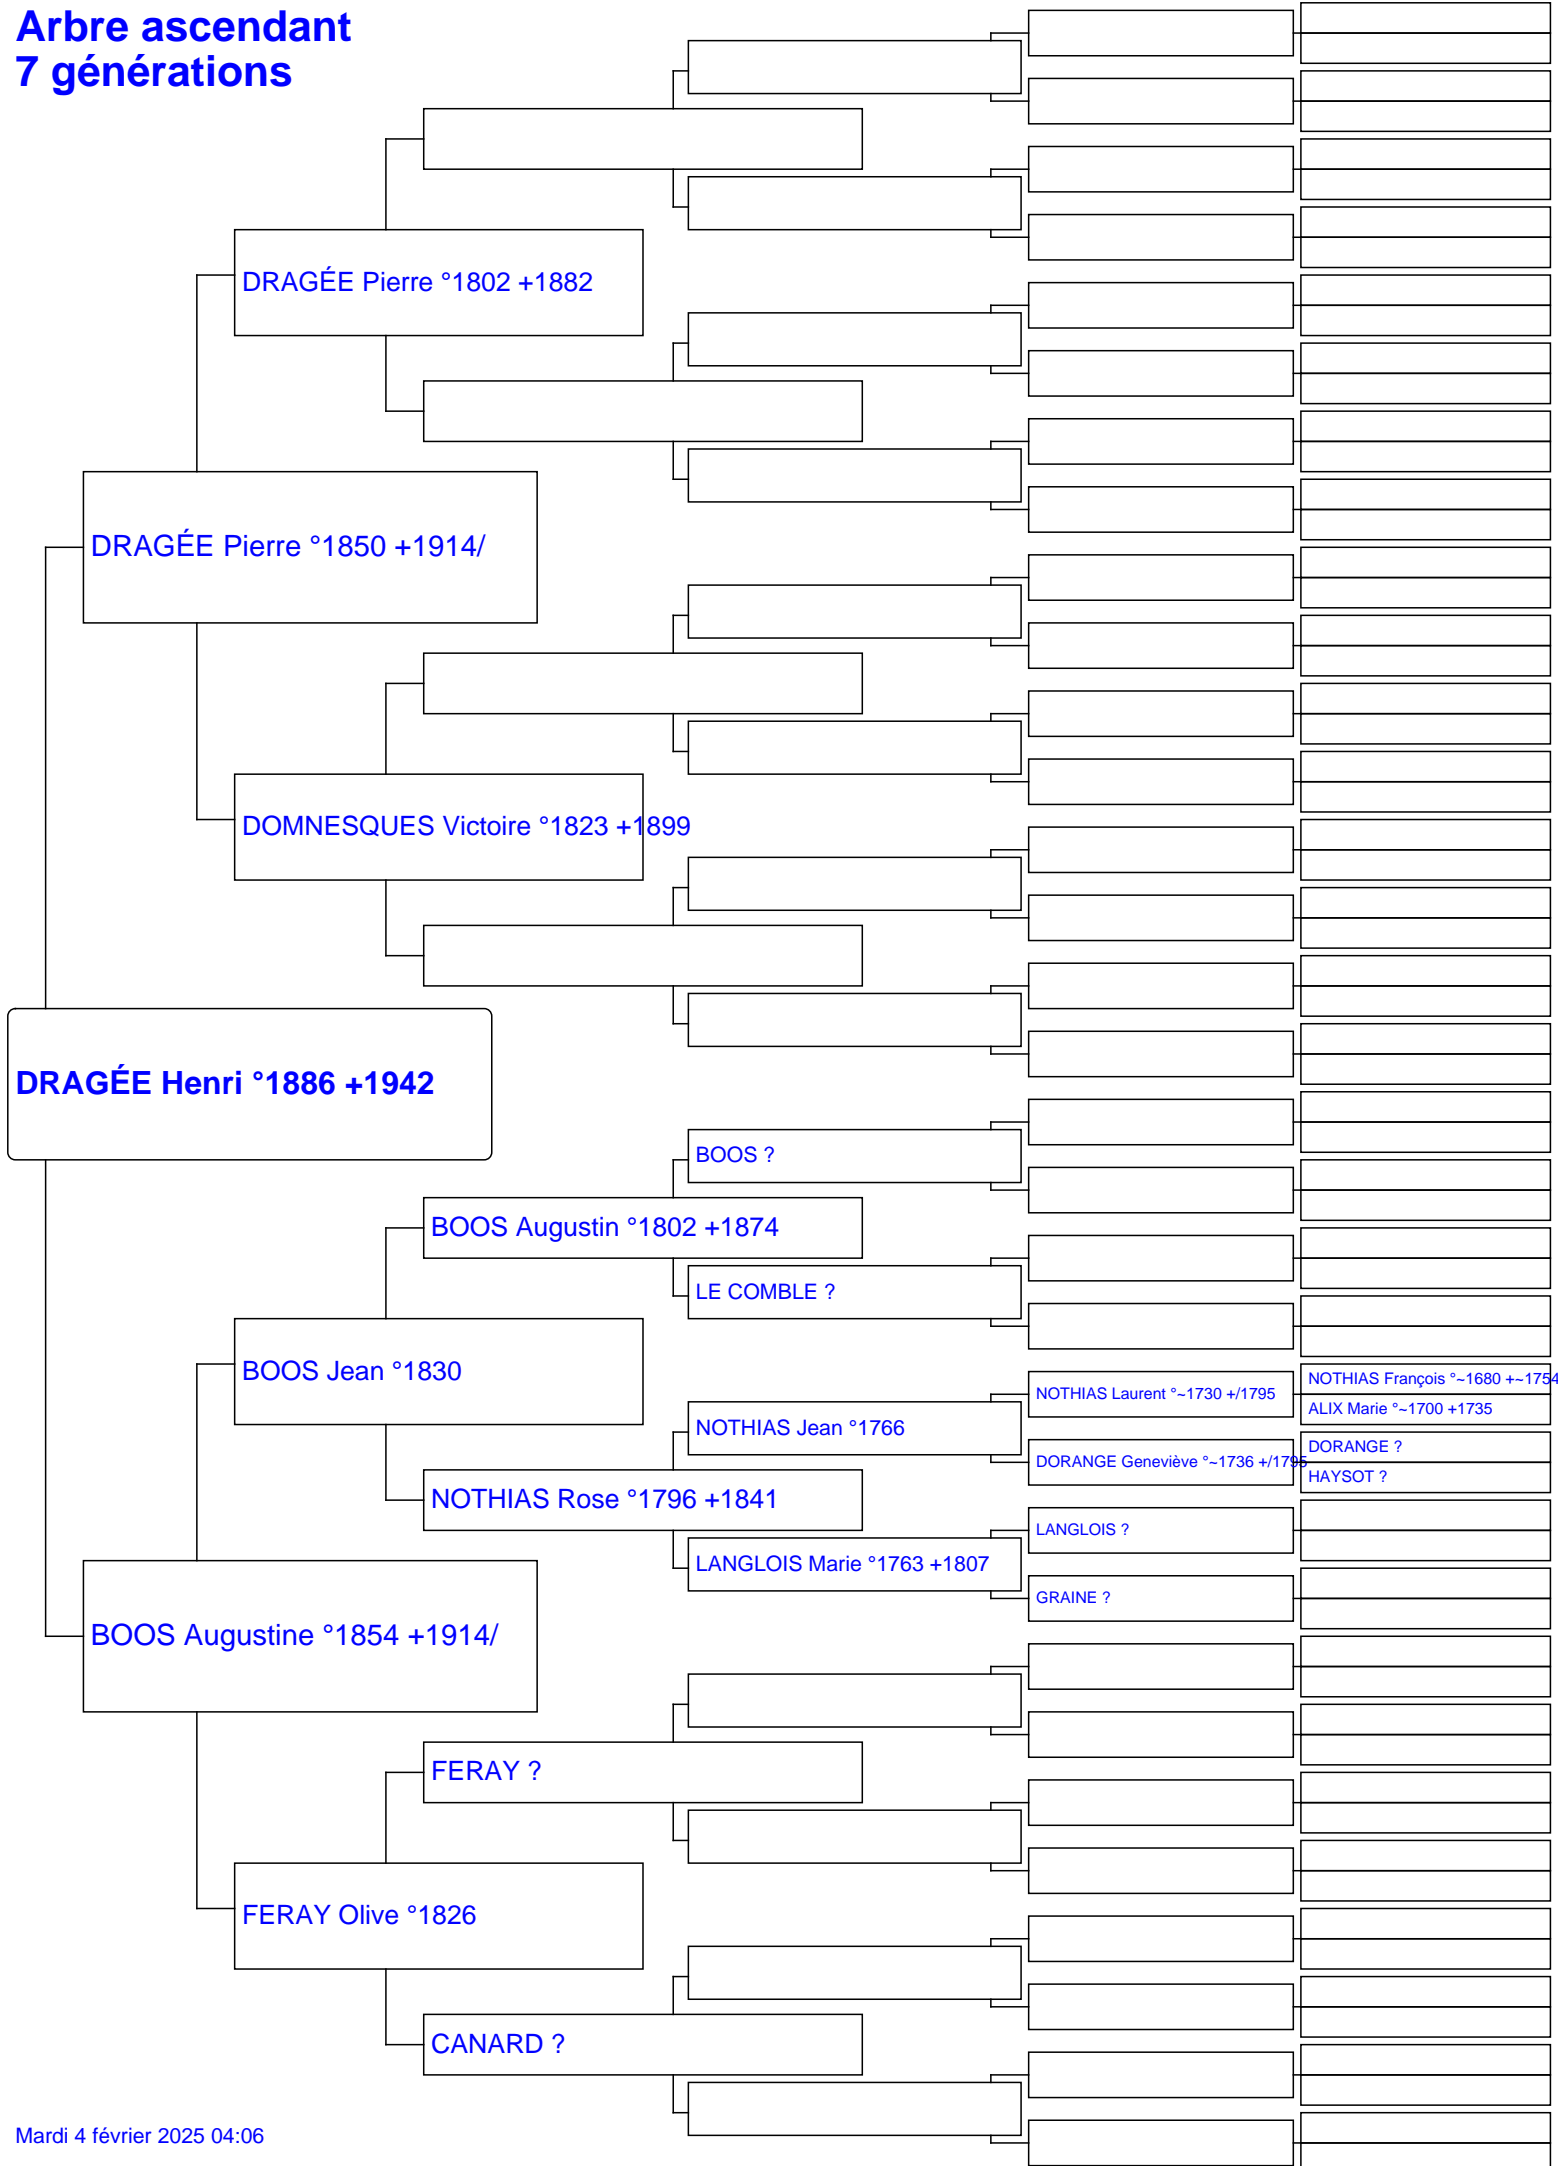 Arbre ascendant
7 générations
DRAGÉE Pierre °1802 +1882
DRAGÉE Pierre °1850 +1914/
DOMNESQUES Victoire °1823 +1899
DRAGÉE Henri °1886 +1942
BOOS ?
BOOS Augustin °1802 +1874
LE COMBLE ?
BOOS Jean °1830
NOTHIAS François °~1680 +~1754
NOTHIAS Laurent °~1730 +/1795
ALIX Marie °~1700 +1735
NOTHIAS Jean °1766
DORANGE ?
DORANGE Geneviève °~1736 +/1795
HAYSOT ?
NOTHIAS Rose °1796 +1841
LANGLOIS ?
LANGLOIS Marie °1763 +1807
GRAINE ?
BOOS Augustine °1854 +1914/
FERAY ?
FERAY Olive °1826
CANARD ?
Mardi 4 février 2025 04:06